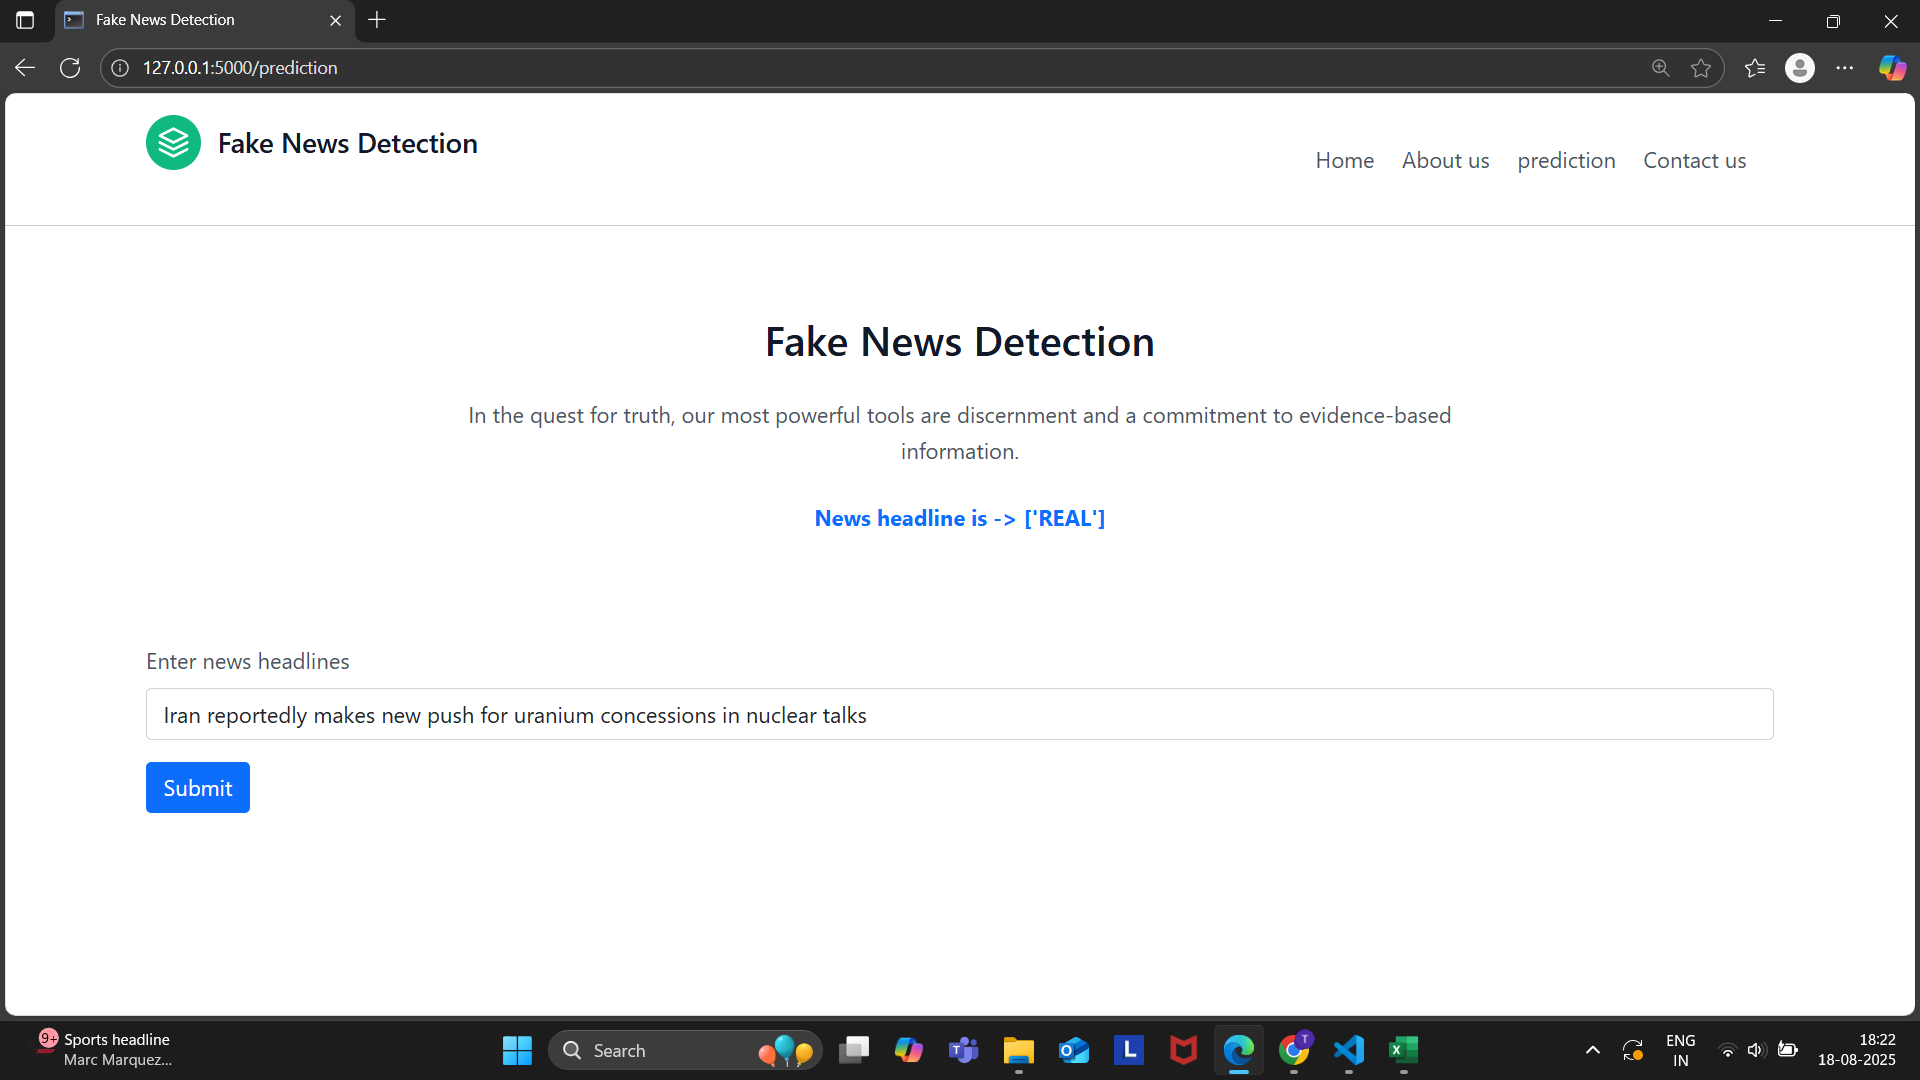 Fake News Detection
127.0.0.1:5000/prediction
Fake News Detection
Home About us prediction Contact us
Fake News Detection
In the quest for truth, our most powerful tools are discernment and a commitment to evidence-based
information.
News headline is -> ['REAL']
Enter news headlines
Iran reportedly makes new push for uranium concessions in nuclear talks
Submit
9+
Sports headline
Marc Marquez...
Search
T
O
L
T
X
ENG
IN
18:22
18-08-2025